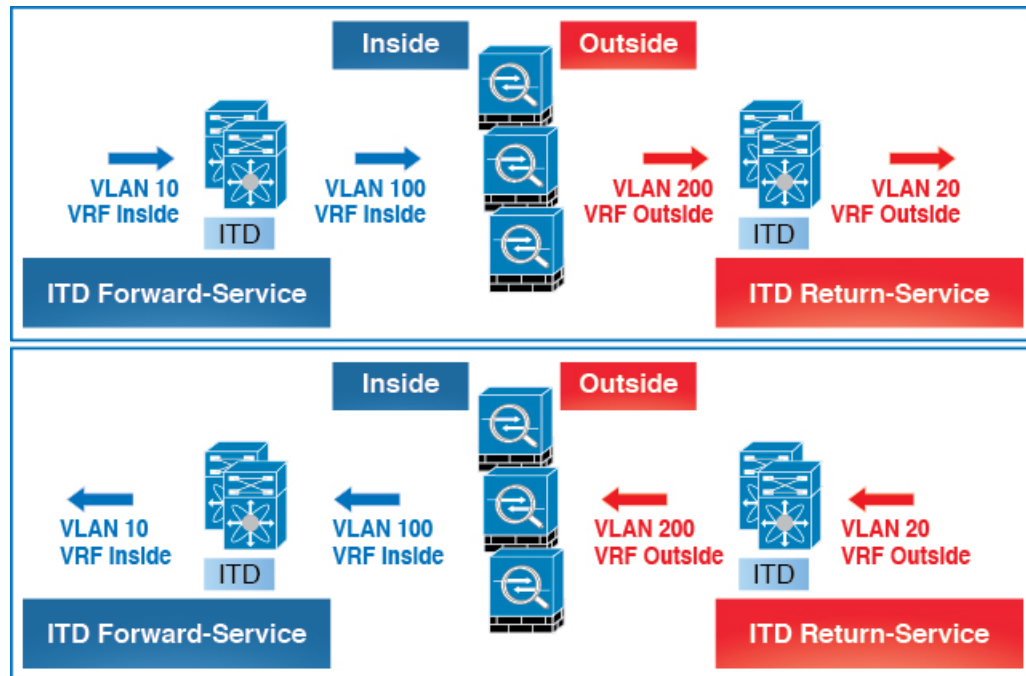 Inside
Outside
VLAN 10
VRF Inside
VLAN 100
VRF Inside
VLAN 200
VRF Outside
VLAN 20
VRF Outside
ITD
ITD
ITD Forward-Service
ITD Return-Service
Inside
Outside
VLAN 10
VRF Inside
VLAN 100
VRF Inside
VLAN 200
VRF Outside
VLAN 20
VRF Outside
ITD
ITD
ITD Forward-Service
ITD Return-Service